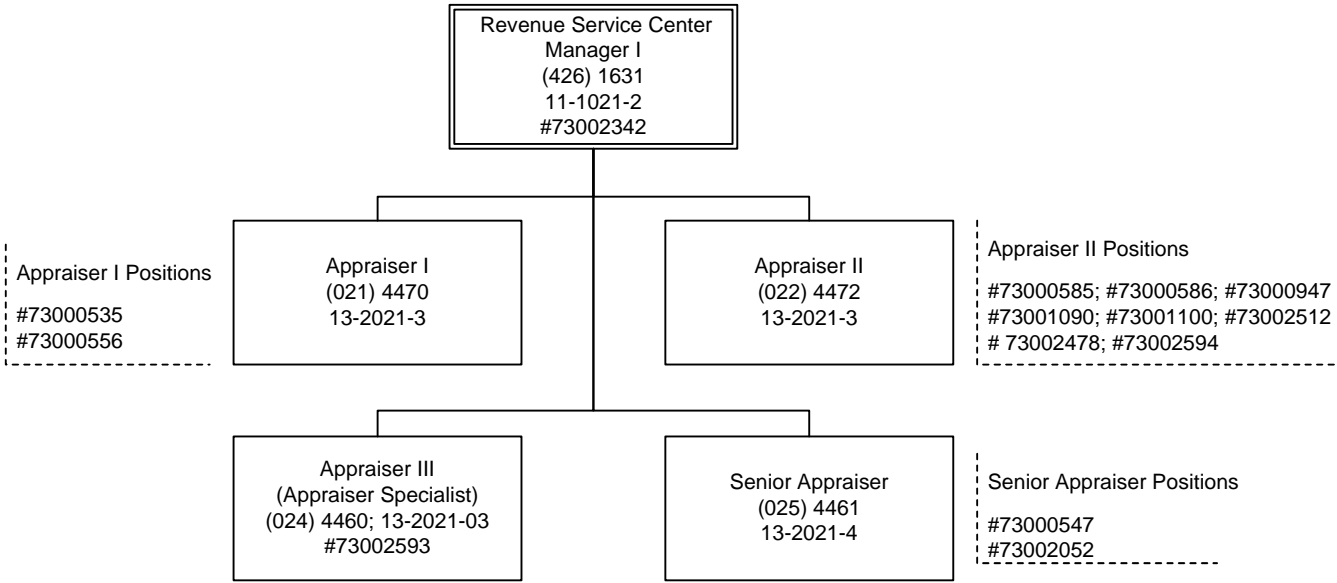 Revenue Service Center
Manager I
(426) 1631
11-1021-2
#73002342
Appraiser I Positions
#73000535
#73000556
Appraiser I
(021) 4470
13-2021-3
Appraiser II
(022) 4472
13-2021-3
Appraiser II Positions
#73000585; #73000586; #73000947
#73001090; #73001100; #73002512
# 73002478; #73002594
Appraiser III
(Appraiser Specialist)
(024) 4460; 13-2021-03
#73002593
Senior Appraiser
(025) 4461
13-2021-4
Senior Appraiser Positions
#73000547
#73002052